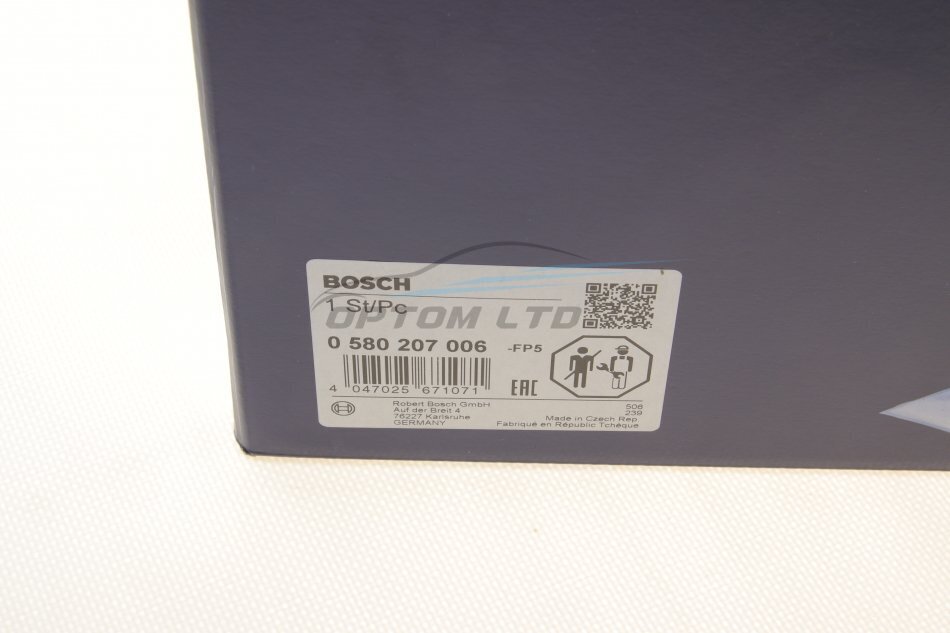 BOSCH
1 St/Pc
OPTOM LTD
0 580 207 006 -FP5
4 047025 671071
EAC
Robert Bosch GmbH
Auf der Breit 4
76227 Karlsruhe
GERMANY
506
239
Made in Czech Rep.
Fabriqué en République Tchèque